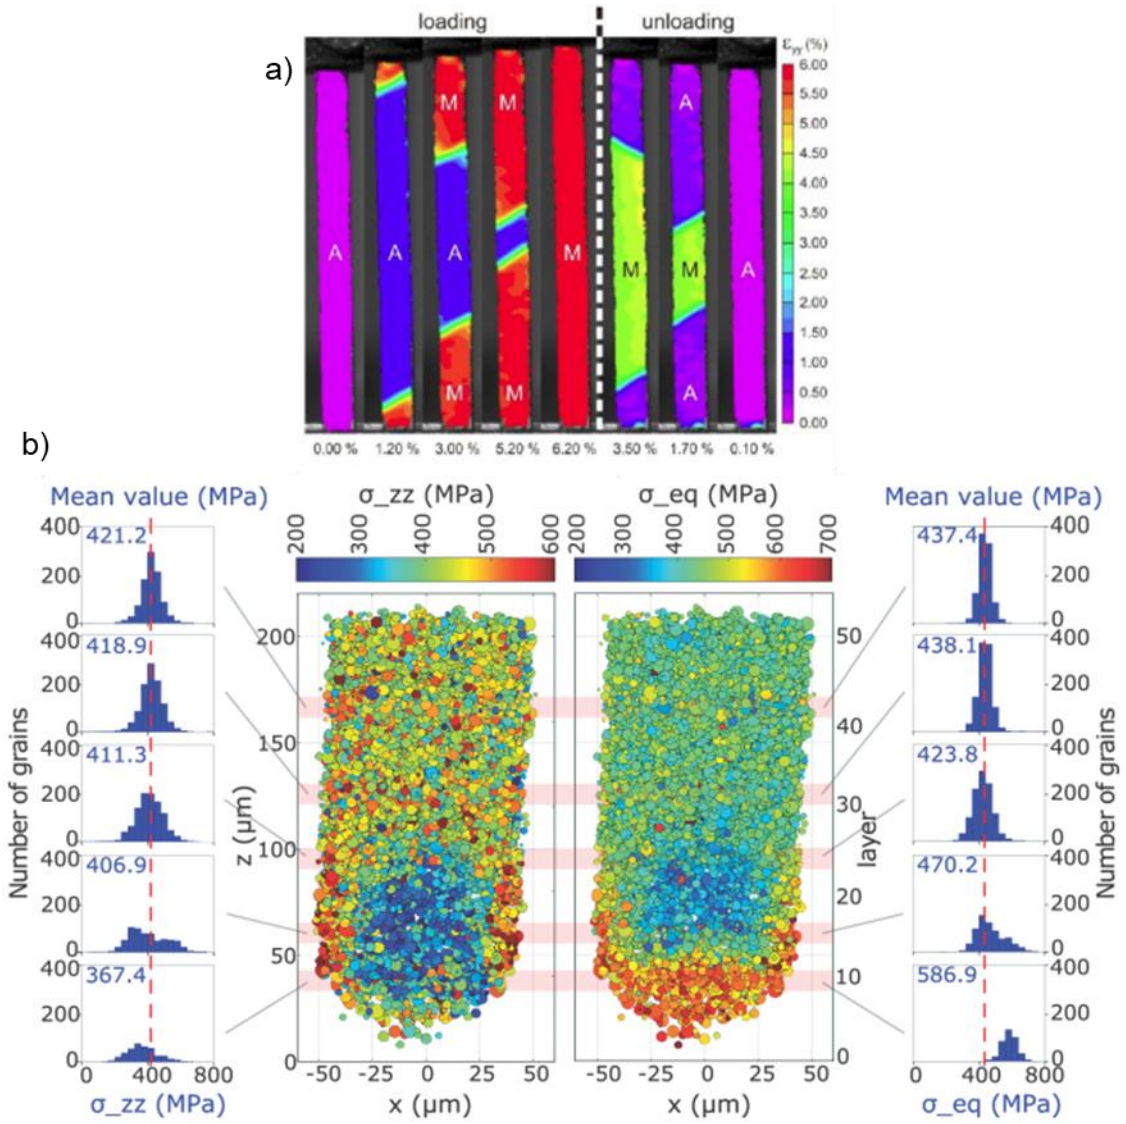 loading unloading
a)
ε_yy (%)
6.00
5.50
5.00
4.50
4.00
3.50
3.00
2.50
2.00
1.50
1.00
0.50
0.00
M M A
A A A M M M A
M M A
0.00 % 1.20 % 3.00 % 5.20 % 6.20 % 3.50 % 1.70 % 0.10 %
b)
Mean value (MPa) σ_zz (MPa) σ_eq (MPa) Mean value (MPa)
200 300 400 500 600
200 300 400 500 600 700
Number of grains
400 200 0
421.2
400 200 0
418.9
400 200 0
411.3
400 200 0
406.9
400 200 0
367.4
0 400 800
σ_zz (MPa)
z (μm)
200
150
100
50
0
-50 -25 0 25 50
x (μm)
-50 -25 0 25 50
x (μm)
layer
50
40
30
20
10
0
437.4
400 200 0
438.1
400 200 0
423.8
400 200 0
470.2
400 200 0
586.9
400 200 0
0 400 800
σ_eq (MPa)
Number of grains